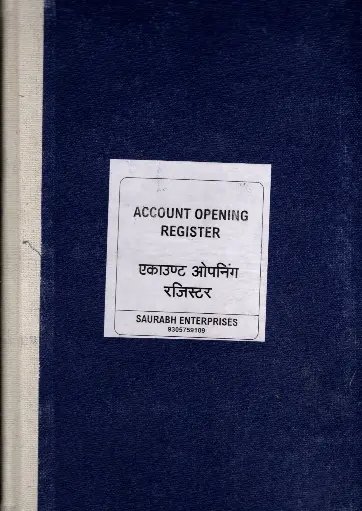 ACCOUNT OPENING
REGISTER
एकाउण्ट ओपनिंग
रजिस्टर
SAURABH ENTERPRISES
9305759109